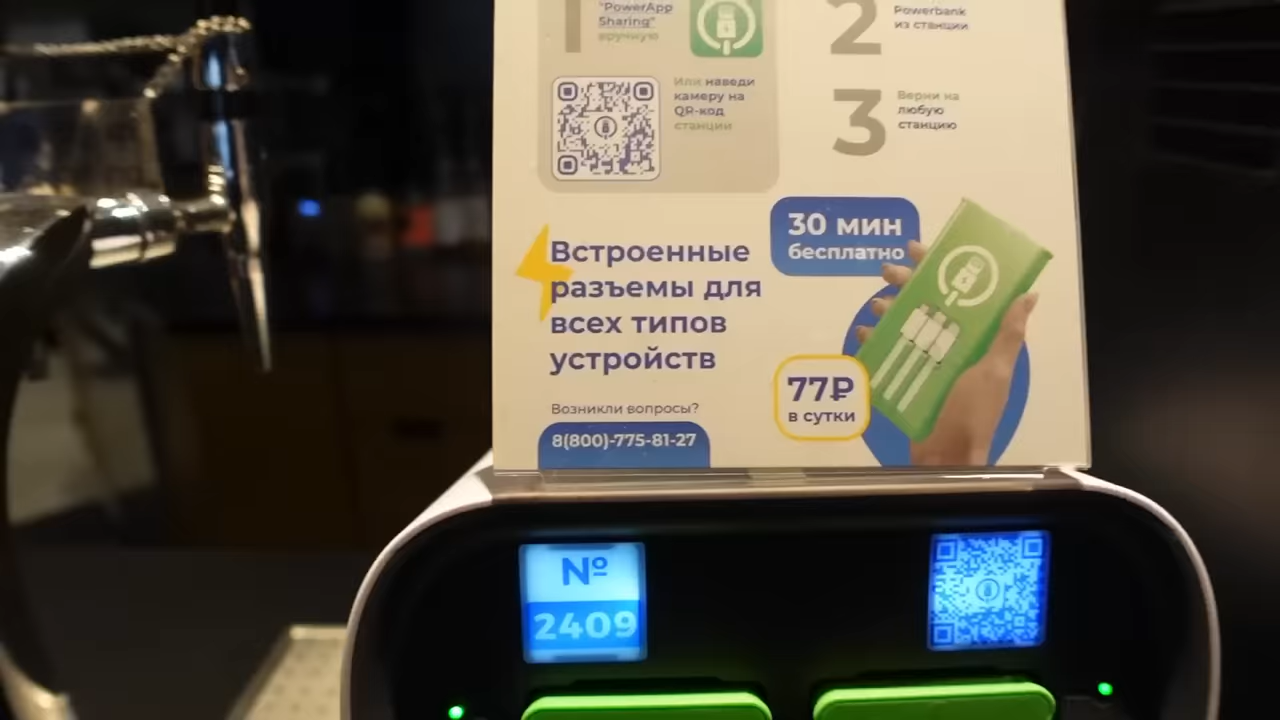 1
"PowerApp
Sharing"
вручную
Или наведи
камеру на
QR-код
станции
2
Powerbank
из станции
3
Верни на
любую
станцию
Встроенные
разъемы для
всех типов
устройств
30 мин
бесплатно
77₽
в сутки
Возникли вопросы?
8(800)-775-81-27
№
2409